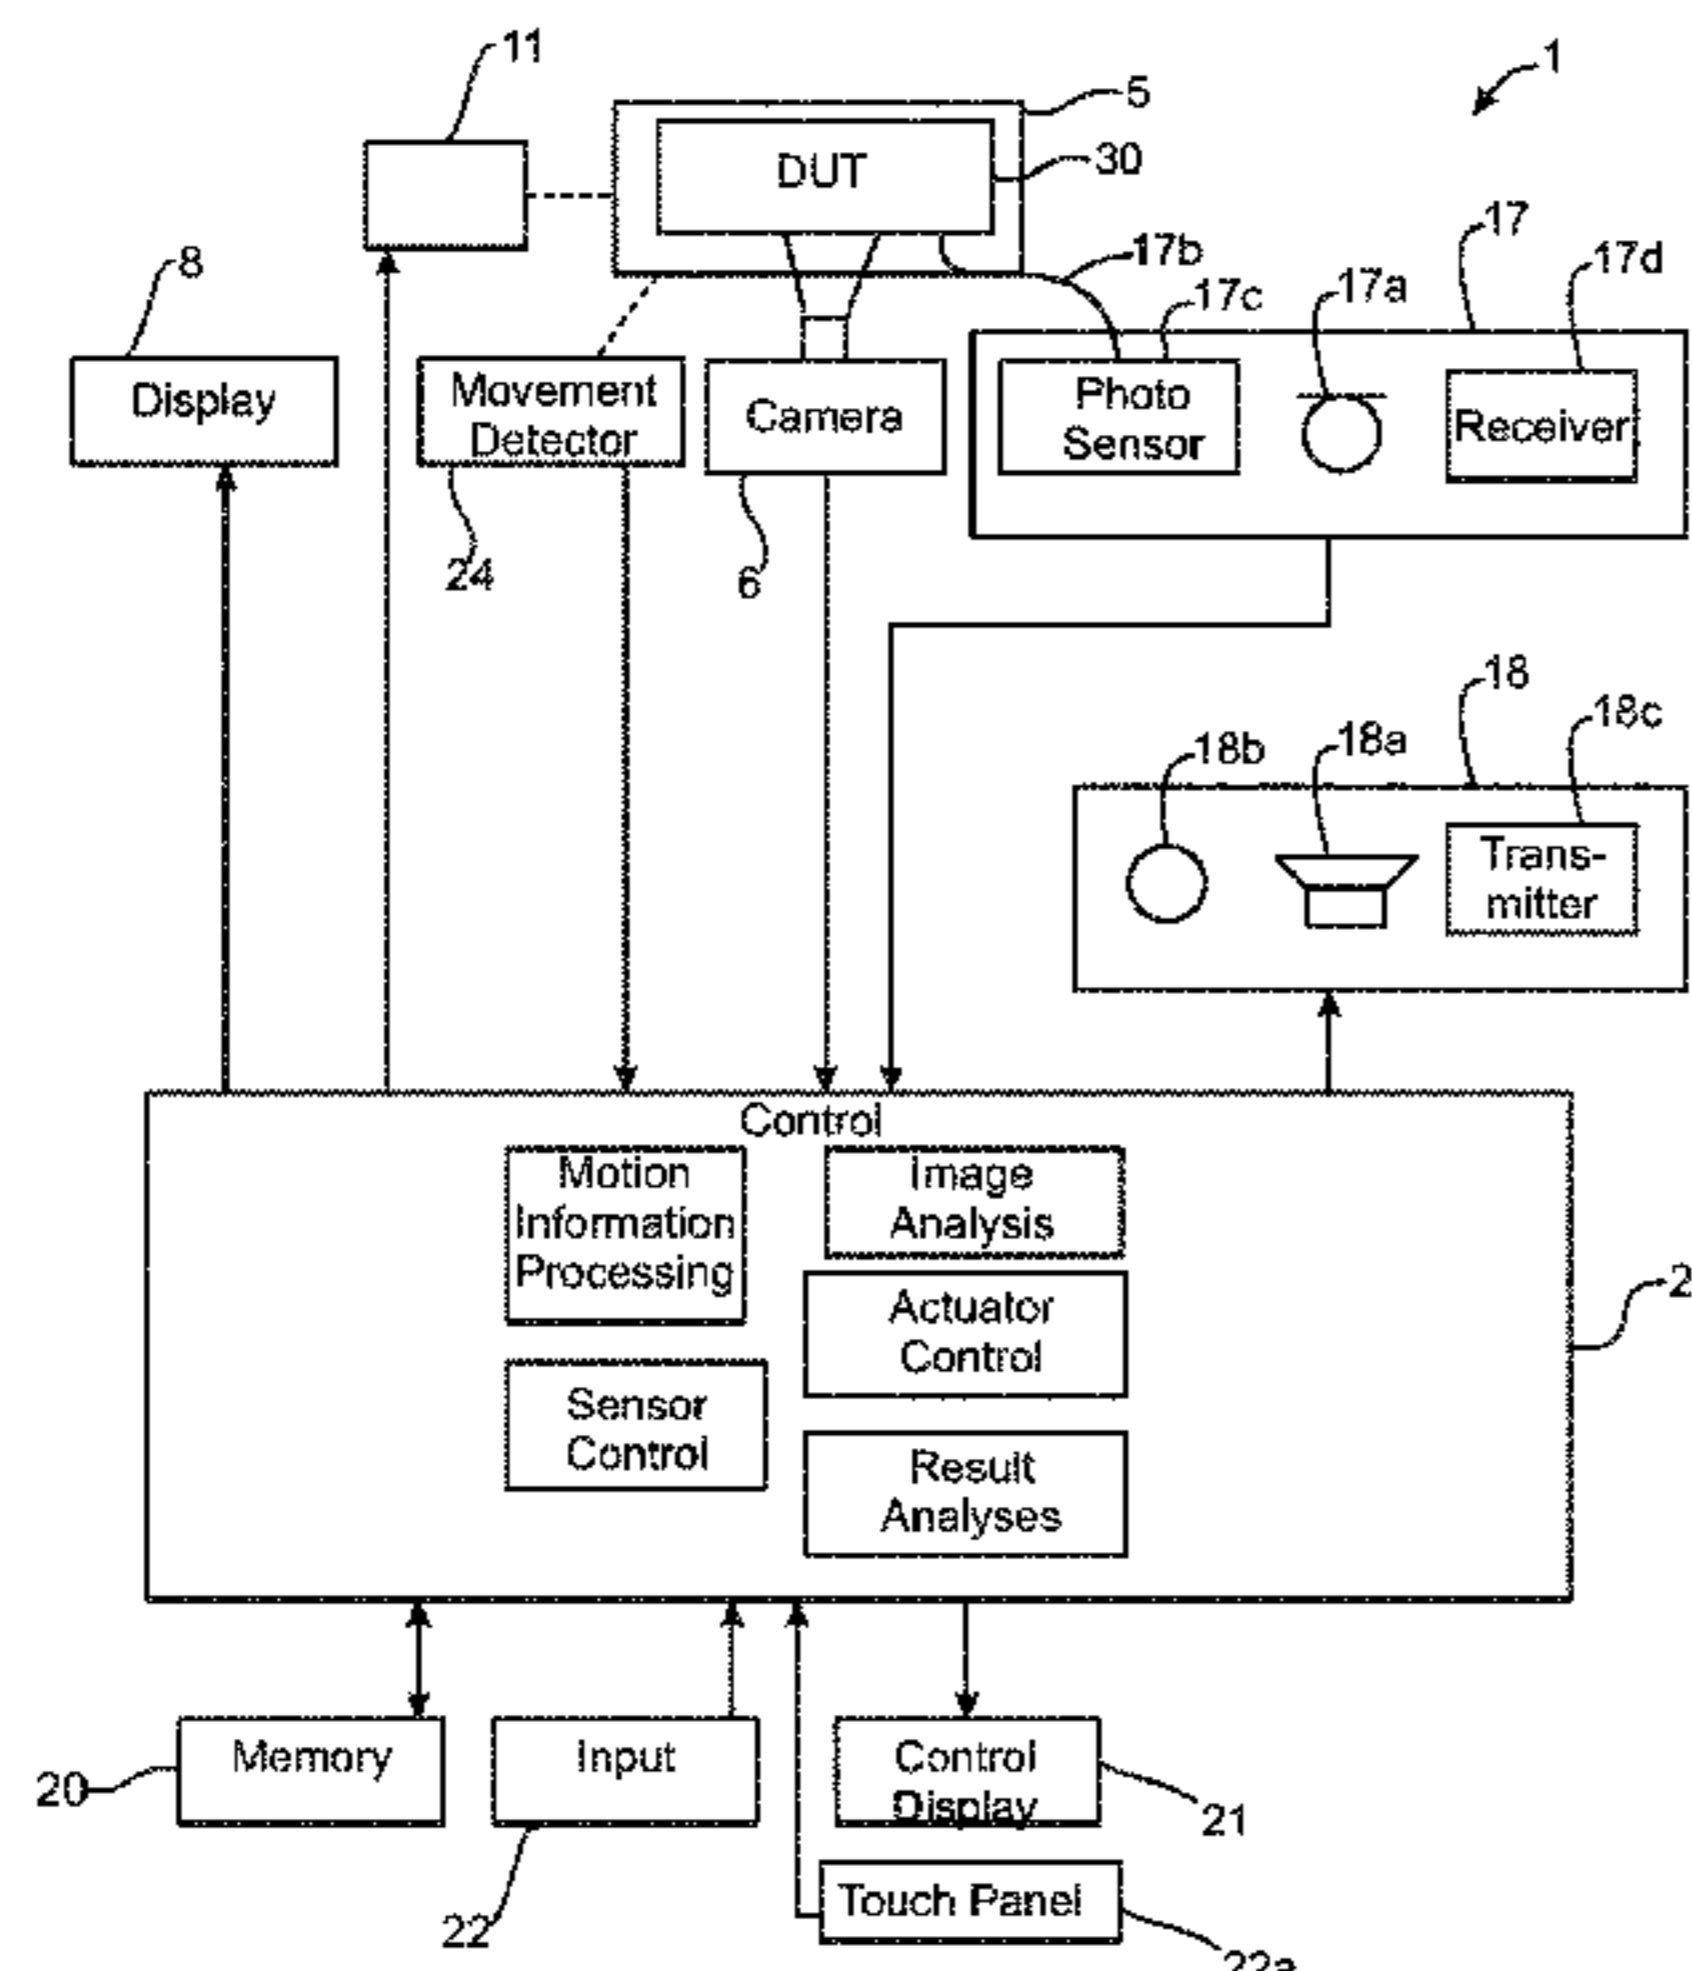 11
5
1
DUT
30
17
17b
17d
8
17c
17a
Display
Movement
Detector
Camera
Photo
Sensor
Receiver
24
6
18
18c
18b
18a
Trans-
mitter
Control
Motion
Information
Processing
Image
Analysis
2
Actuator
Control
Sensor
Control
Result
Analyses
Memory
Input
Control
Display
20
21
22
Touch Panel
22a